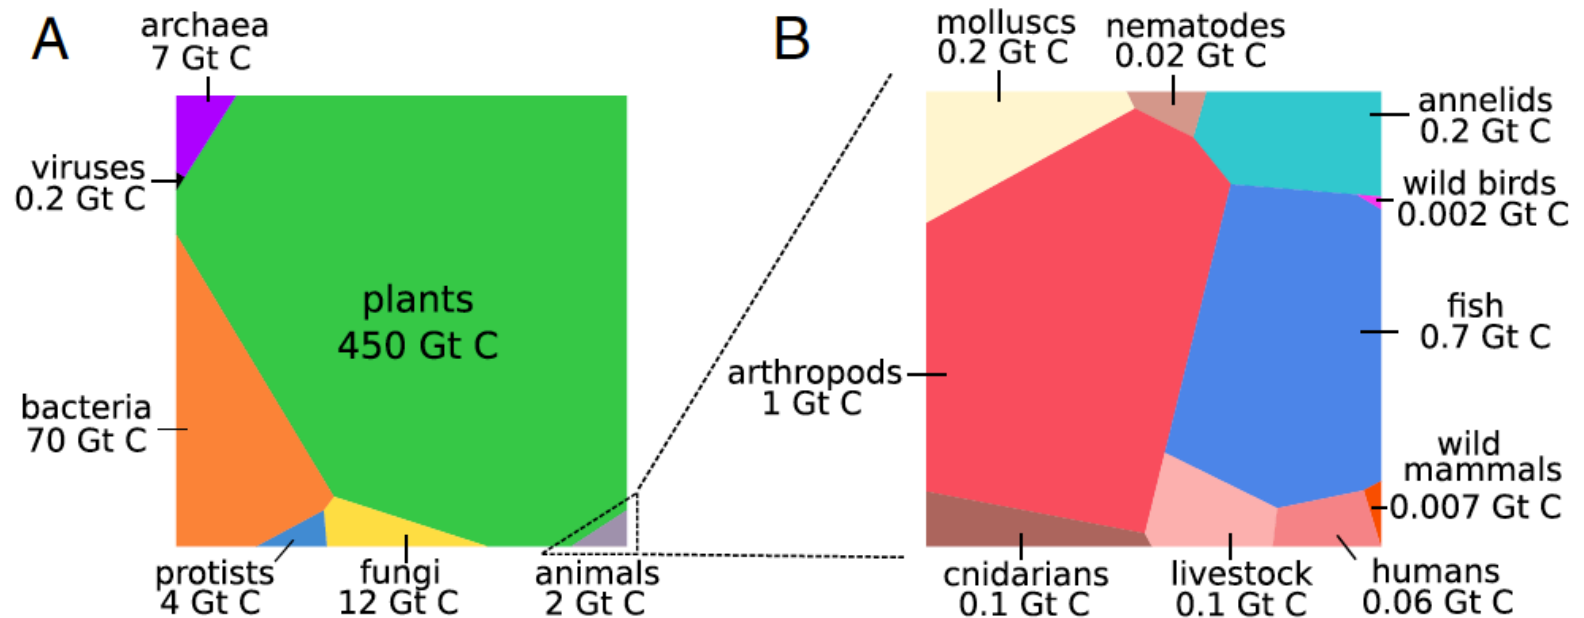 A
archaea
7 Gt C
viruses
0.2 Gt C
plants
450 Gt C
bacteria
70 Gt C
protists
4 Gt C
fungi
12 Gt C
animals
2 Gt C
B
molluscs
0.2 Gt C
nematodes
0.02 Gt C
annelids
0.2 Gt C
wild birds
0.002 Gt C
fish
0.7 Gt C
arthropods
1 Gt C
wild
mammals
0.007 Gt C
cnidarians
0.1 Gt C
livestock
0.1 Gt C
humans
0.06 Gt C